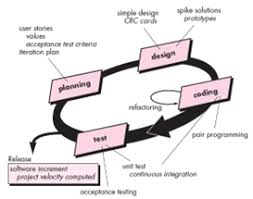 simple design
CRC cards
spike solutions
prototypes
user stories
values
acceptance test criteria
iteration plan
design
planning
coding
refactoring
test
pair programming
Release
software increment
project velocity computed
unit test
continuous integration
acceptance testing